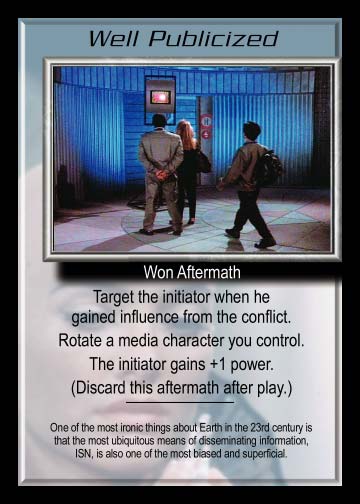 Well Publicized
Won Aftermath
Target the initiator when he
gained influence from the conflict.
Rotate a media character you control.
The initiator gains +1 power.
(Discard this aftermath after play.)
One of the most ironic things about Earth in the 23rd century is
that the most ubiquitous means of disseminating information,
ISN, is also one of the most biased and superficial.